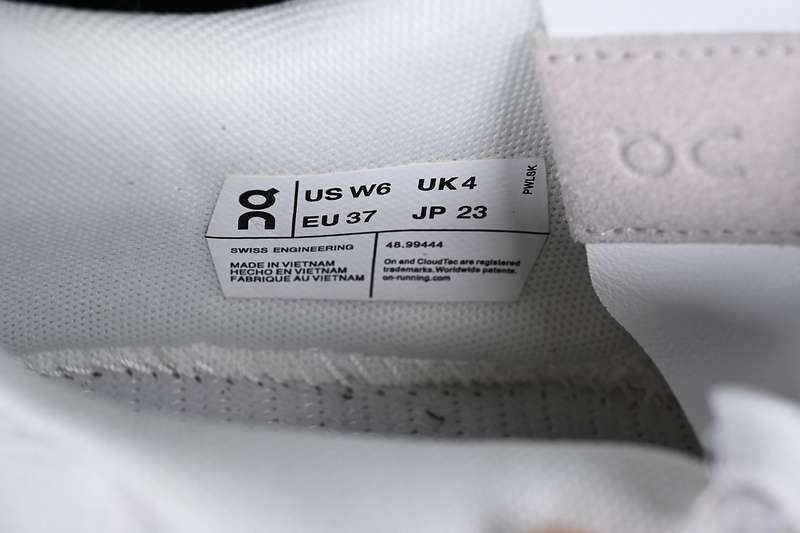 US W6 UK 4
EU 37 JP 23
PWLSK
SWISS ENGINEERING
MADE IN VIETNAM
HECHO EN VIETNAM
FABRIQUE AU VIETNAM
48.99444
On and CloudTec are registered
trademarks. Worldwide patents.
on-running.com